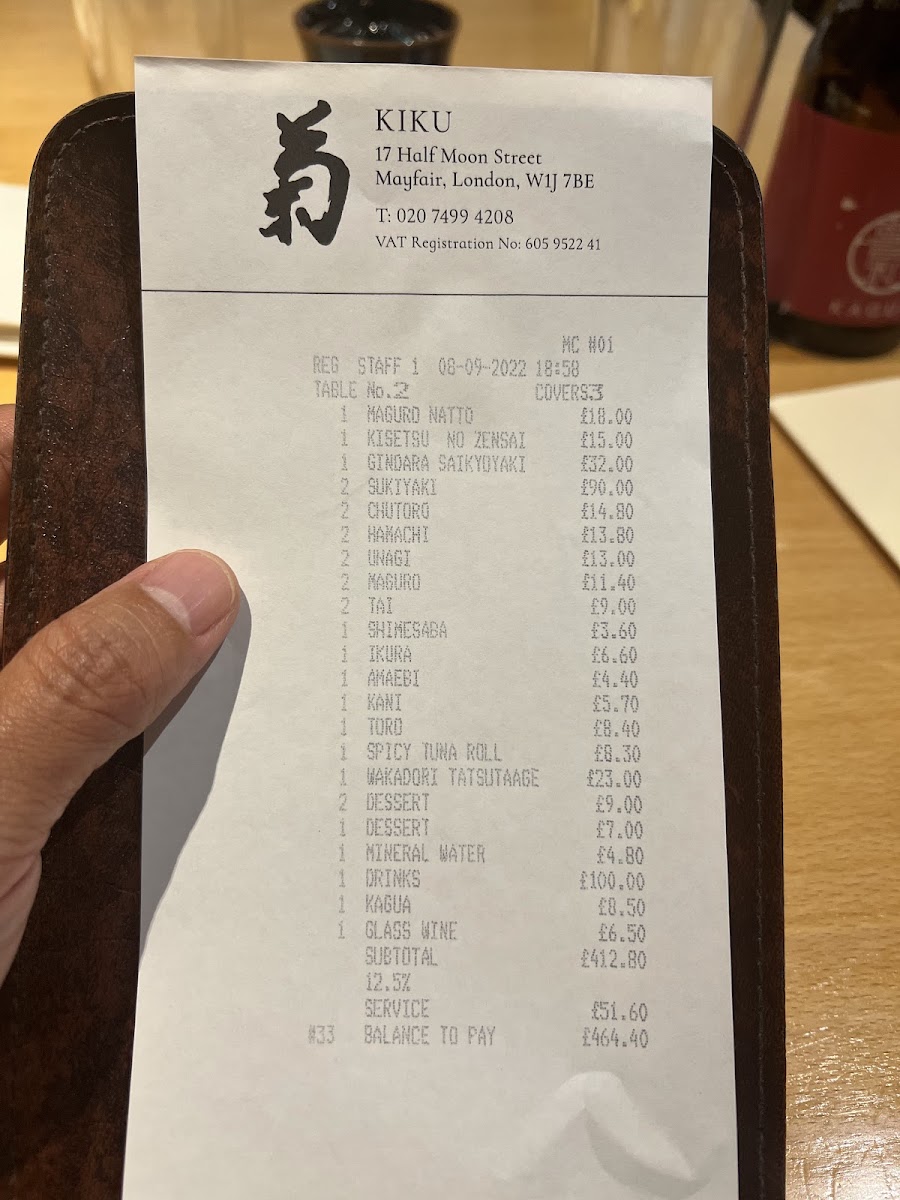 菊
KIKU
17 Half Moon Street
Mayfair, London, W1J 7BE
T: 020 7499 4208
VAT Registration No: 605 9522 41
MC #01
REG STAFF 1 08-09-2022 18:58
TABLE No.2 COVERS3
1 MAGURO NATTO £18.00
1 KISETSU NO ZENSAI £15.00
1 GINDARA SAIKYOYAKI £32.00
2 SUKIYAKI £90.00
2 CHUTORO £14.80
2 HAMACHI £13.80
2 UNAGI £13.00
2 MAGURO £11.40
2 TAI £9.00
1 SHIMESABA £3.60
1 IKURA £6.60
1 AMAEBI £4.40
1 KANI £5.70
1 TORO £8.40
1 SPICY TUNA ROLL £8.30
1 WAKADORI TATSUTAAGE £23.00
2 DESSERT £9.00
1 DESSERT £7.00
1 MINERAL WATER £4.80
1 DRINKS £100.00
1 KAGUA £8.50
1 GLASS WINE £6.50
SUBTOTAL £412.80
12.5%
SERVICE £51.60
#33 BALANCE TO PAY £464.40